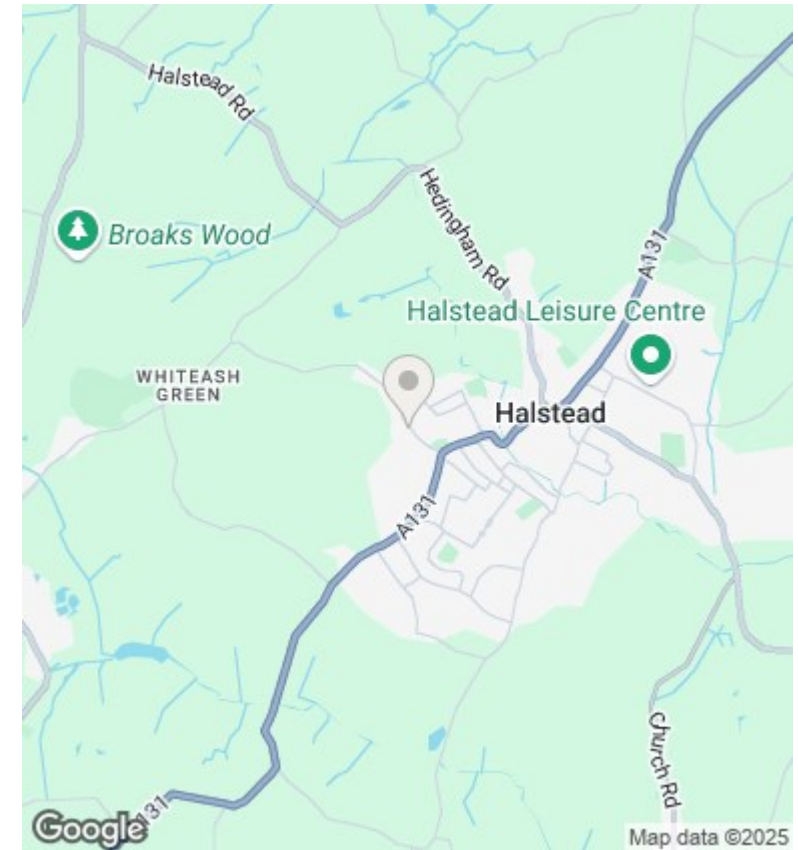 Halstead Rd
Hedingham Rd
Broaks Wood
A131
Halstead Leisure Centre
WHITEASH
GREEN
Halstead
A131
Church Rd
A131
Google
Map data ©2025